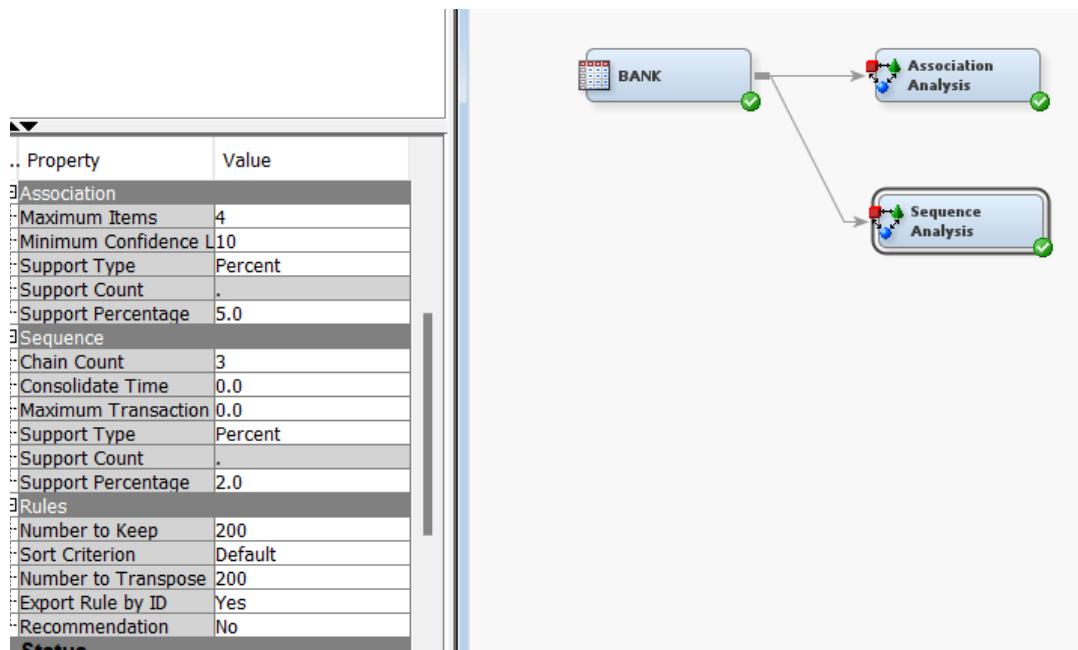 .. Property Value
Association
Maximum Items 4
Minimum Confidence L 10
Support Type Percent
Support Count .
Support Percentage 5.0
Sequence
Chain Count 3
Consolidate Time 0.0
Maximum Transaction 0.0
Support Type Percent
Support Count .
Support Percentage 2.0
Rules
Number to Keep 200
Sort Criterion Default
Number to Transpose 200
Export Rule by ID Yes
Recommendation No
Status
BANK
Association
Analysis
Sequence
Analysis